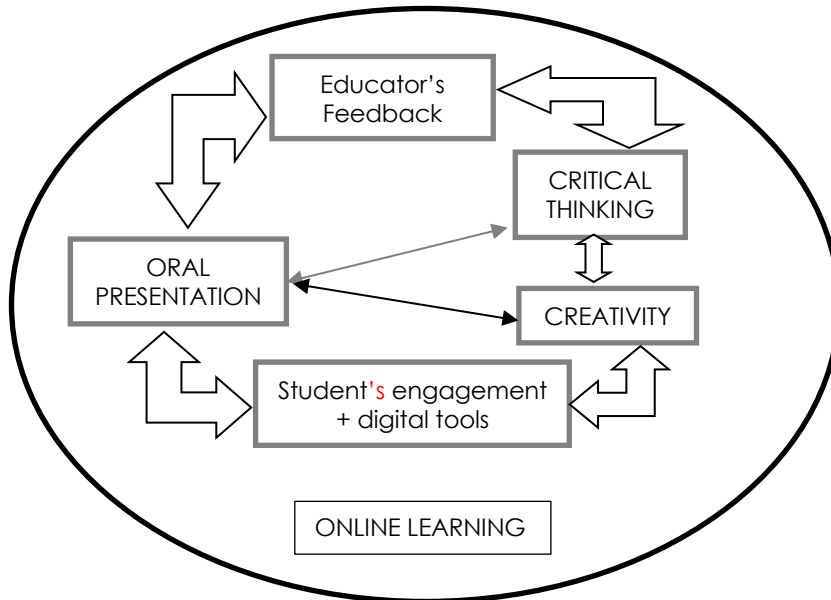 Educator’s
Feedback
CRITICAL
THINKING
ORAL
PRESENTATION
CREATIVITY
Student’s engagement
+ digital tools
ONLINE LEARNING